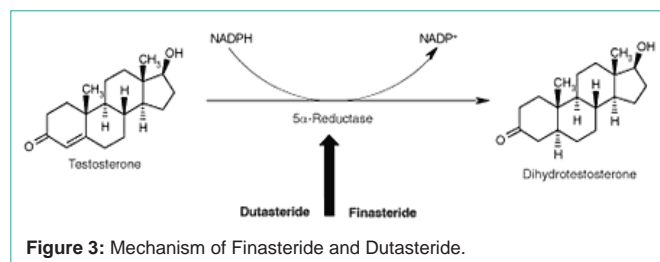 NADPH NADP⁺
CH₃ OH
CH₃
H
H H
O
Testosterone
5α-Reductase
CH₃ OH
CH₃
H
H H
O
H
Dihydrotestosterone
Dutasteride Finasteride
Figure 3: Mechanism of Finasteride and Dutasteride.